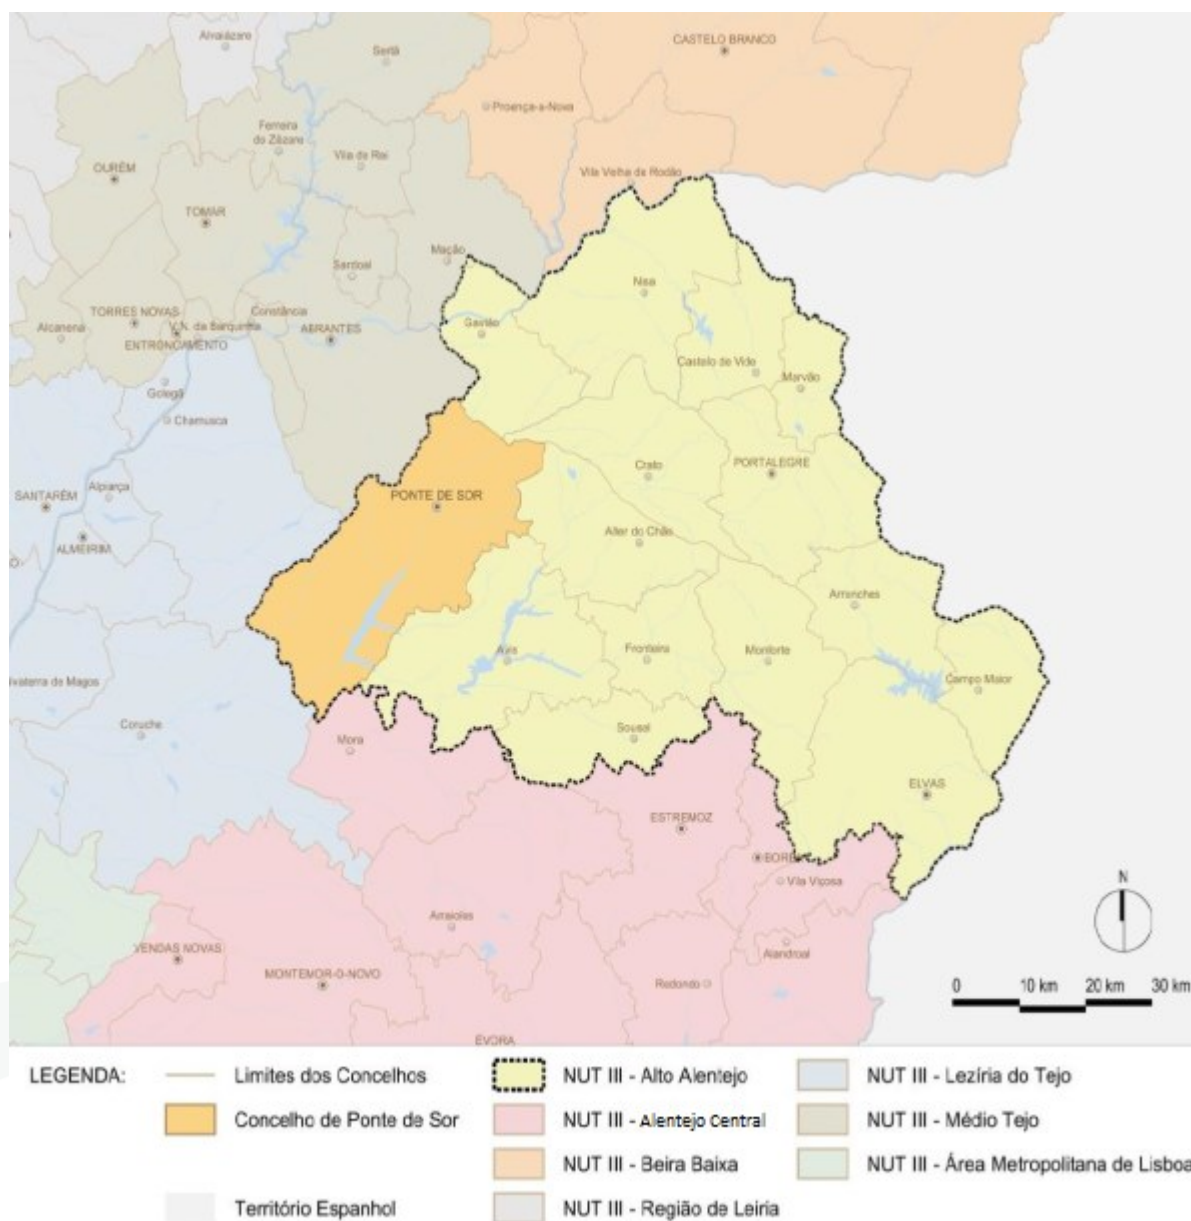 Alvaiázere
Sertã
CASTELO BRANCO
Proença-a-Nova
Ferreira
do Zêzere
Vila de Rei
OURÉM
Vila Velha de Rodão
TOMAR
Mação
Sardoal
Nisa
TORRES NOVAS
Constância
V.N. da Barquinha
Alcanena
ABRANTES
Gavião
ENTRONCAMENTO
Castelo de Vide
Marvão
Golegã
Chamusca
Crato
PORTALEGRE
SANTARÉM
Alpiarça
PONTE DE SOR
Alter do Chão
ALMEIRIM
Arronches
Avis
Fronteira
Monforte
vaterra de Magos
Campo Maior
Coruche
Mora
Sousel
ELVAS
ESTREMOZ
BORB
Vila Viçosa
Arraiolos
VENDAS NOVAS
Alandroal
MONTEMOR-O-NOVO
Redondo
ÉVORA
N
0 10 km 20 km 30 km
LEGENDA:
Limites dos Concelhos
NUT III - Alto Alentejo
NUT III - Lezíria do Tejo
Concelho de Ponte de Sor
NUT III - Alentejo Central
NUT III - Médio Tejo
NUT III - Beira Baixa
NUT III - Área Metropolitana de Lisboa
Território Espanhol
NUT III - Região de Leiria